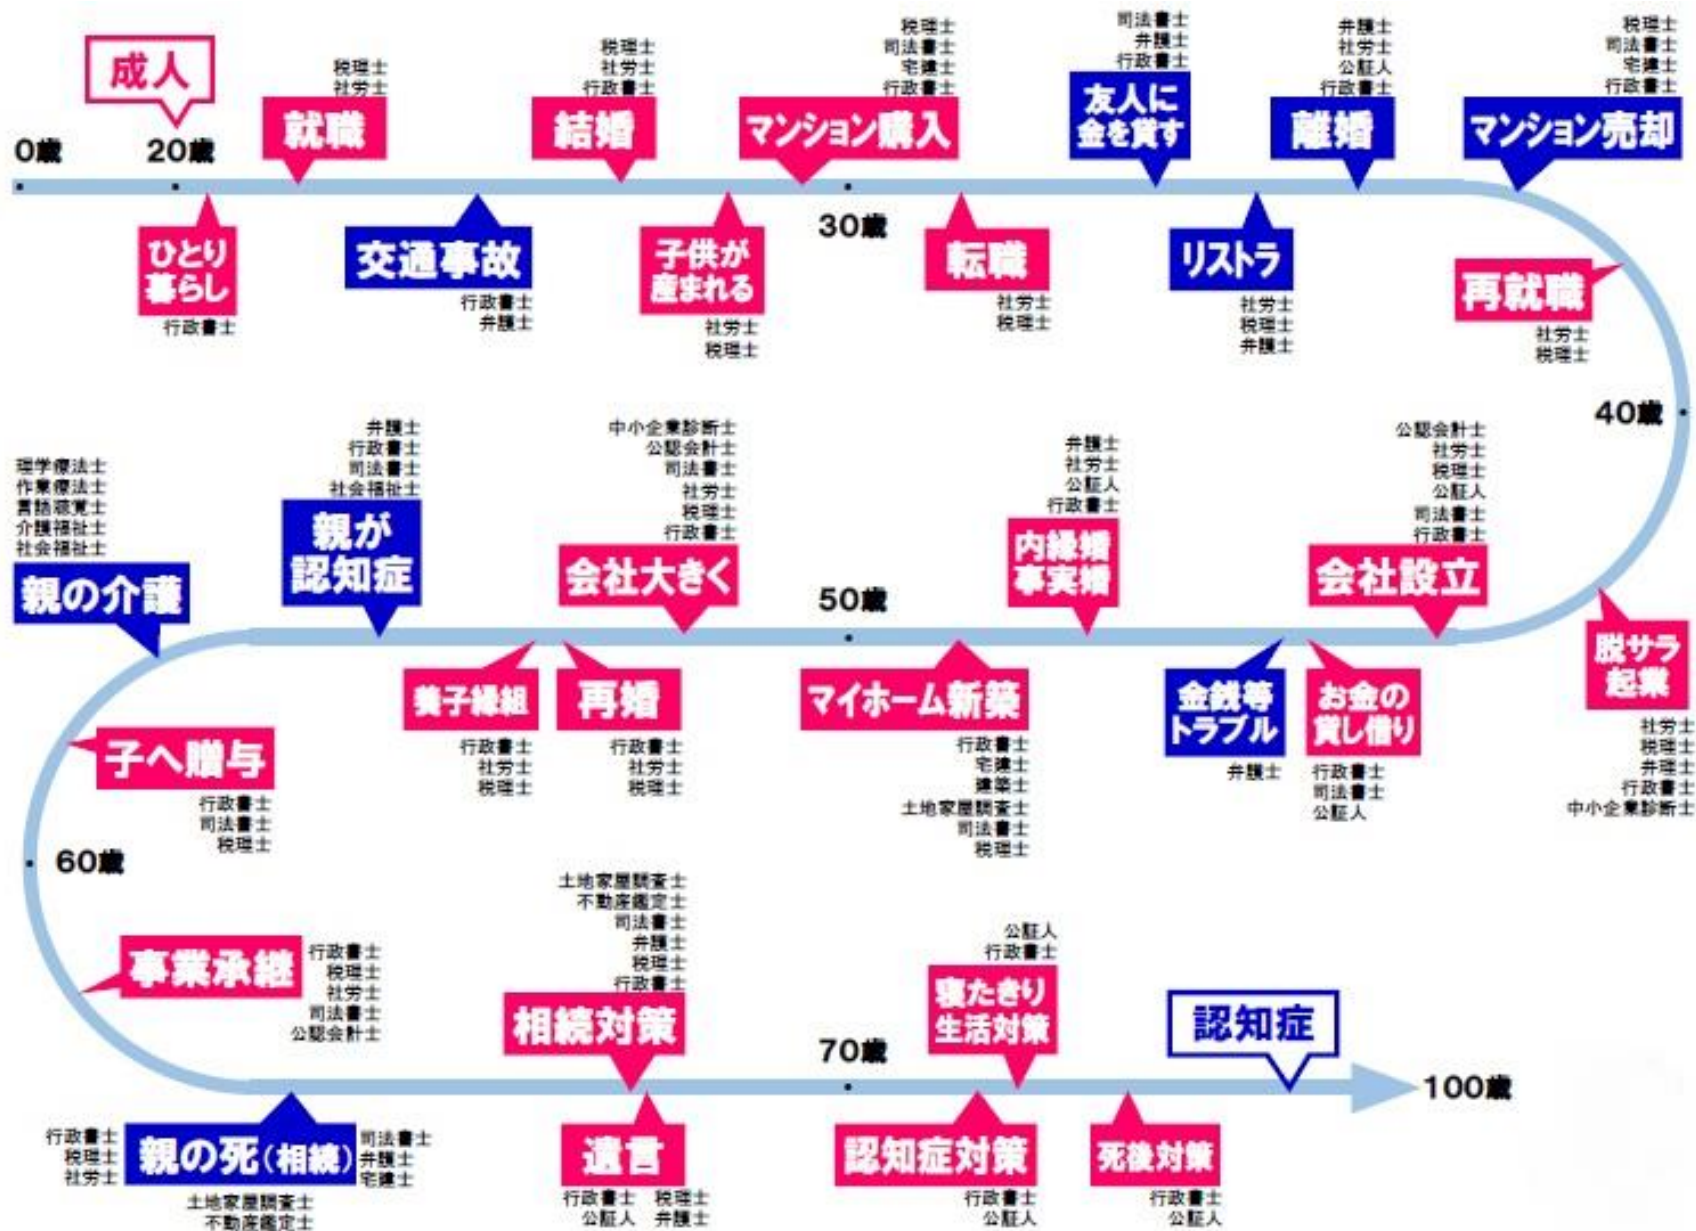 成人
0歳
20歳
税理士
社労士
就職
税理士
社労士
行政書士
結婚
税理士
司法書士
宅建士
行政書士
マンション購入
司法書士
弁護士
行政書士
友人に
金を貸す
弁護士
社労士
公証人
行政書士
離婚
税理士
司法書士
宅建士
行政書士
マンション売却
ひとり
暮らし
行政書士
交通事故
行政書士
弁護士
子供が
産まれる
社労士
税理士
30歳
転職
社労士
税理士
リストラ
社労士
税理士
弁護士
再就職
社労士
税理士
40歳
脱サラ
起業
社労士
税理士
弁理士
行政書士
中小企業診断士
公認会計士
社労士
税理士
公証人
司法書士
行政書士
会社設立
お金の
貸し借り
行政書士
司法書士
公証人
金銭等
トラブル
弁護士
弁護士
社労士
公証人
行政書士
内縁婚
事実婚
マイホーム新築
行政書士
宅建士
建築士
土地家屋調査士
司法書士
税理士
50歳
中小企業診断士
公認会計士
司法書士
社労士
税理士
行政書士
会社大きく
再婚
行政書士
社労士
税理士
養子縁組
行政書士
社労士
税理士
弁護士
行政書士
司法書士
社会福祉士
親が
認知症
理学療法士
作業療法士
言語聴覚士
介護福祉士
社会福祉士
親の介護
子へ贈与
行政書士
司法書士
税理士
60歳
事業承継
行政書士
税理士
社労士
司法書士
公認会計士
親の死(相続)
行政書士
税理士
社労士
司法書士
弁護士
宅建士
土地家屋調査士
不動産鑑定士
土地家屋調査士
不動産鑑定士
司法書士
弁護士
税理士
行政書士
相続対策
遺言
行政書士 税理士
公証人 弁護士
70歳
公証人
行政書士
寝たきり
生活対策
認知症対策
行政書士
公証人
死後対策
行政書士
公証人
認知症
100歳